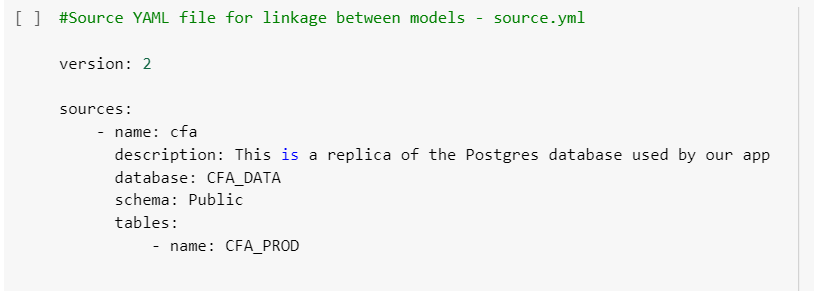 [ ] #Source YAML file for linkage between models - source.yml
version: 2
sources:
- name: cfa
description: This is a replica of the Postgres database used by our app
database: CFA_DATA
schema: Public
tables:
- name: CFA_PROD